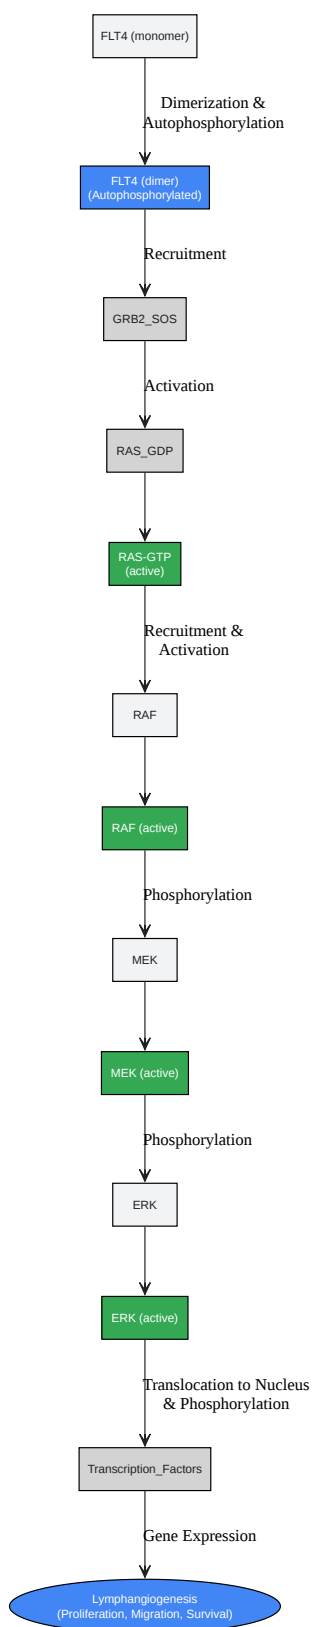 FLT4 (monomer)
Dimerization &
Autophosphorylation
FLT4 (dimer)
(Autophosphorylated)
Recruitment
GRB2_SOS
Activation
RAS_GDP
RAS-GTP
(active)
Recruitment &
Activation
RAF
RAF (active)
Phosphorylation
MEK
MEK (active)
Phosphorylation
ERK
ERK (active)
Translocation to Nucleus
& Phosphorylation
Transcription_Factors
Gene Expression
Lymphangiogenesis
(Proliferation, Migration, Survival)